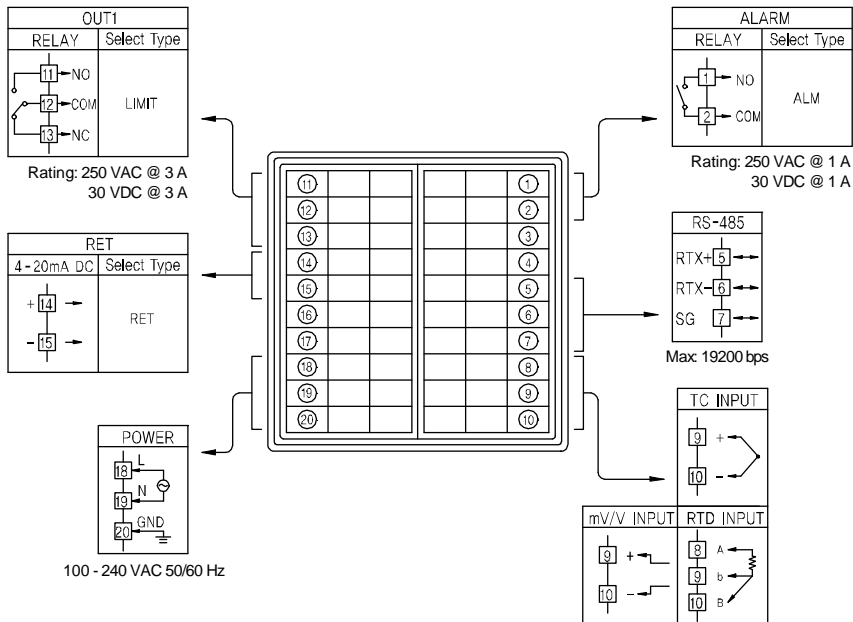 OUT1
RELAY Select Type
11 NO
12 COM
13 NC
LIMIT
Rating: 250 VAC @ 3 A
30 VDC @ 3 A
RET
4-20mA DC Select Type
+ 14
- 15
RET
POWER
18 L
19 N
20 GND
100 - 240 VAC 50/60 Hz
11 1
12 2
13 3
14 4
15 5
16 6
17 7
18 8
19 9
20 10
ALARM
RELAY Select Type
1 NO
2 COM
ALM
Rating: 250 VAC @ 1 A
30 VDC @ 1 A
RS-485
RTX+ 5
RTX- 6
SG 7
Max: 19200 bps
TC INPUT
9 +
10 -
mV/V INPUT
9 +
10 -
RTD INPUT
8 A
9 b
10 B